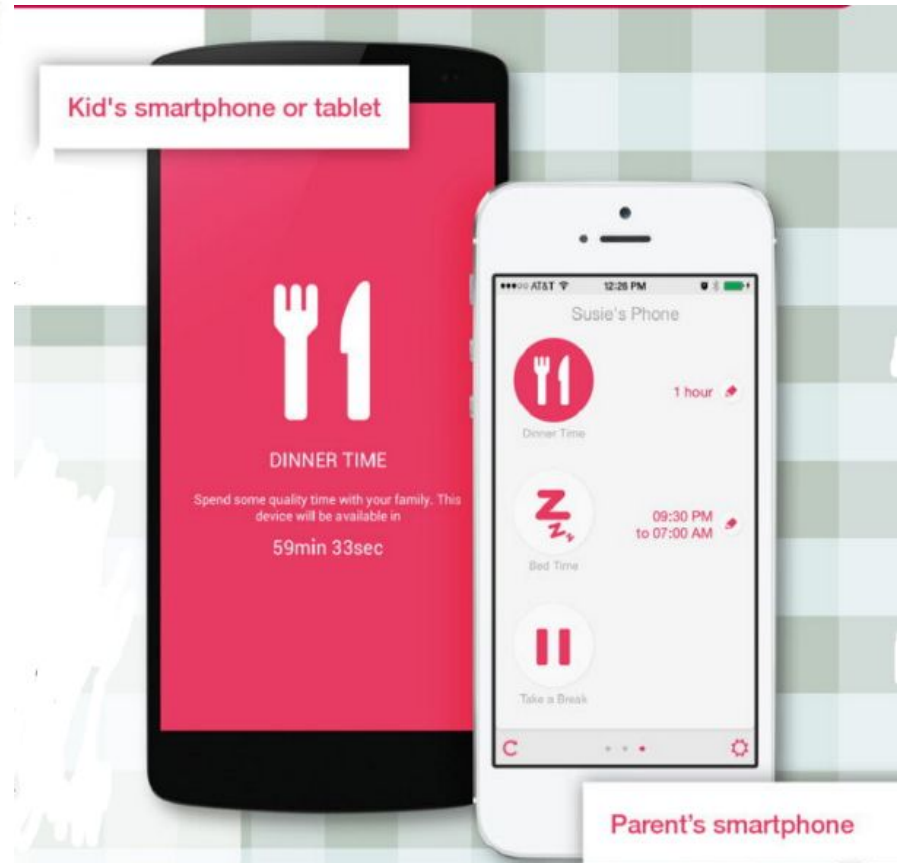 Kid's smartphone or tablet
DINNER TIME
Spend some quality time with your family. This
device will be available in
59min 33sec
AT&T 12:26 PM
Susie's Phone
Dinner Time
1 hour
Bed Time
09:30 PM
to 07:00 AM
Take a Break
Parent's smartphone